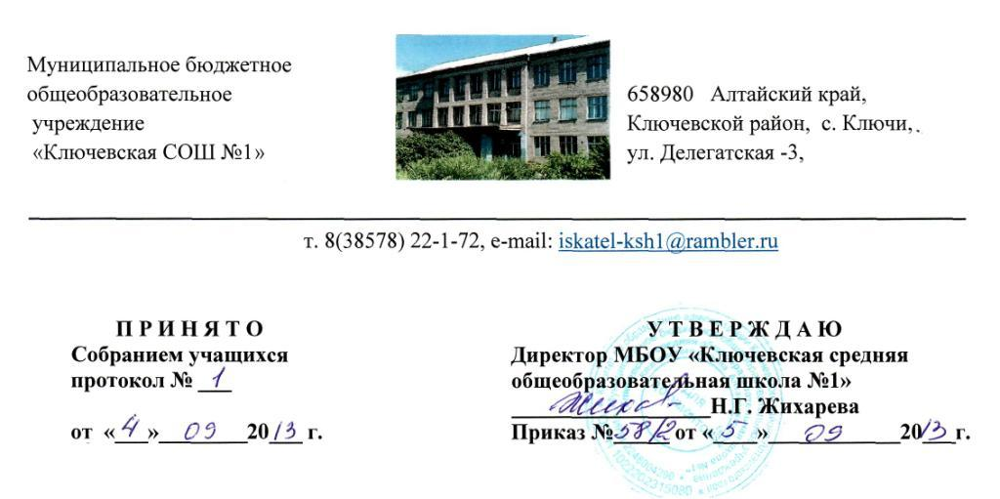 Муниципальное бюджетное
общеобразовательное
учреждение
«Ключевская СОШ №1»
658980 Алтайский край,
Ключевской район, с. Ключи,
ул. Делегатская -3,
т. 8(38578) 22-1-72, e-mail: iskatel-ksh1@rambler.ru
П Р И Н Я Т О
Собранием учащихся
протокол № 1
от «4» 09 2013 г.
У Т В Е Р Ж Д А Ю
Директор МБОУ «Ключевская средняя
общеобразовательная школа №1»
Н.Г. Жихарева
Приказ №58/2 от «5» 09 2013 г.